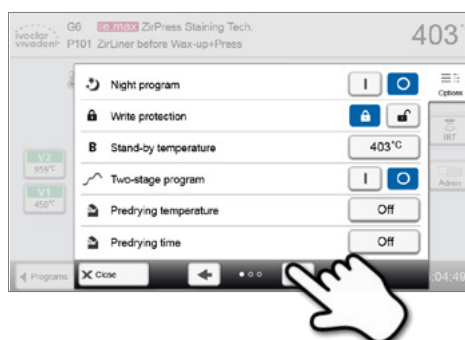 ivoclar
vivadent
G6 IPS e.max ZirPress Staining Tech.
P101 ZirLiner before Wax-up+Press
403°
Night program
I O
Options
Write protection
IRT
B Stand-by temperature 403°C
V2
959°C
Two-stage program
I O
Admin
V1
450°C
Predrying temperature Off
Predrying time Off
Programs
X Close
:04:49